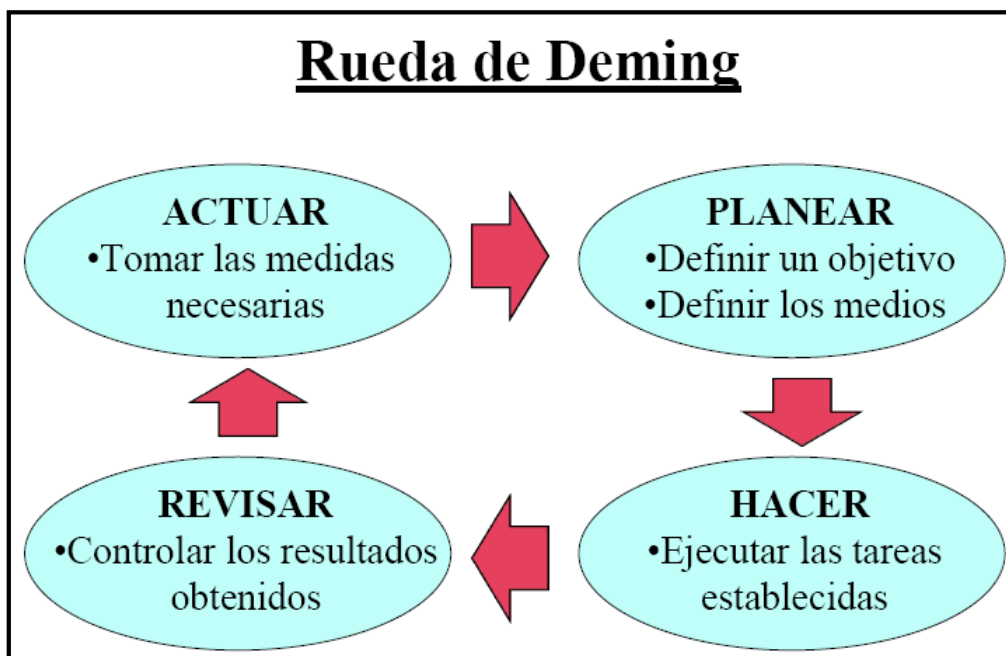 Rueda de Deming
ACTUAR
•Tomar las medidas
necesarias
PLANEAR
•Definir un objetivo
•Definir los medios
REVISAR
•Controlar los resultados
obtenidos
HACER
•Ejecutar las tareas
establecidas